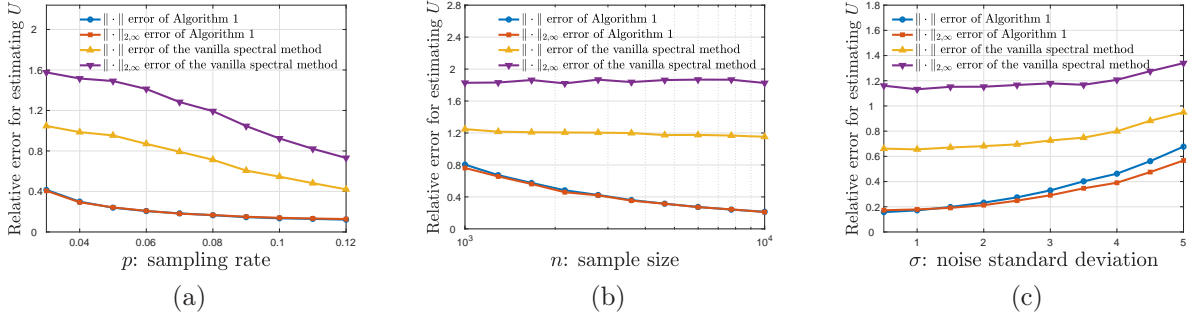 Relative error for estimating U
2
1.6
1.2
0.8
0.4
0
‖ · ‖ error of Algorithm 1
‖ · ‖2,∞ error of Algorithm 1
‖ · ‖ error of the vanilla spectral method
‖ · ‖2,∞ error of the vanilla spectral method
0.04 0.06 0.08 0.1 0.12
p: sampling rate
(a)
Relative error for estimating U
2.8
2.4
2
1.6
1.2
0.8
0.4
0
‖ · ‖ error of Algorithm 1
‖ · ‖2,∞ error of Algorithm 1
‖ · ‖ error of the vanilla spectral method
‖ · ‖2,∞ error of the vanilla spectral method
10³ 10⁴
n: sample size
(b)
Relative error for estimating U
1.8
1.6
1.4
1.2
1
0.8
0.6
0.4
0.2
0
‖ · ‖ error of Algorithm 1
‖ · ‖2,∞ error of Algorithm 1
‖ · ‖ error of the vanilla spectral method
‖ · ‖2,∞ error of the vanilla spectral method
1 2 3 4 5
σ: noise standard deviation
(c)